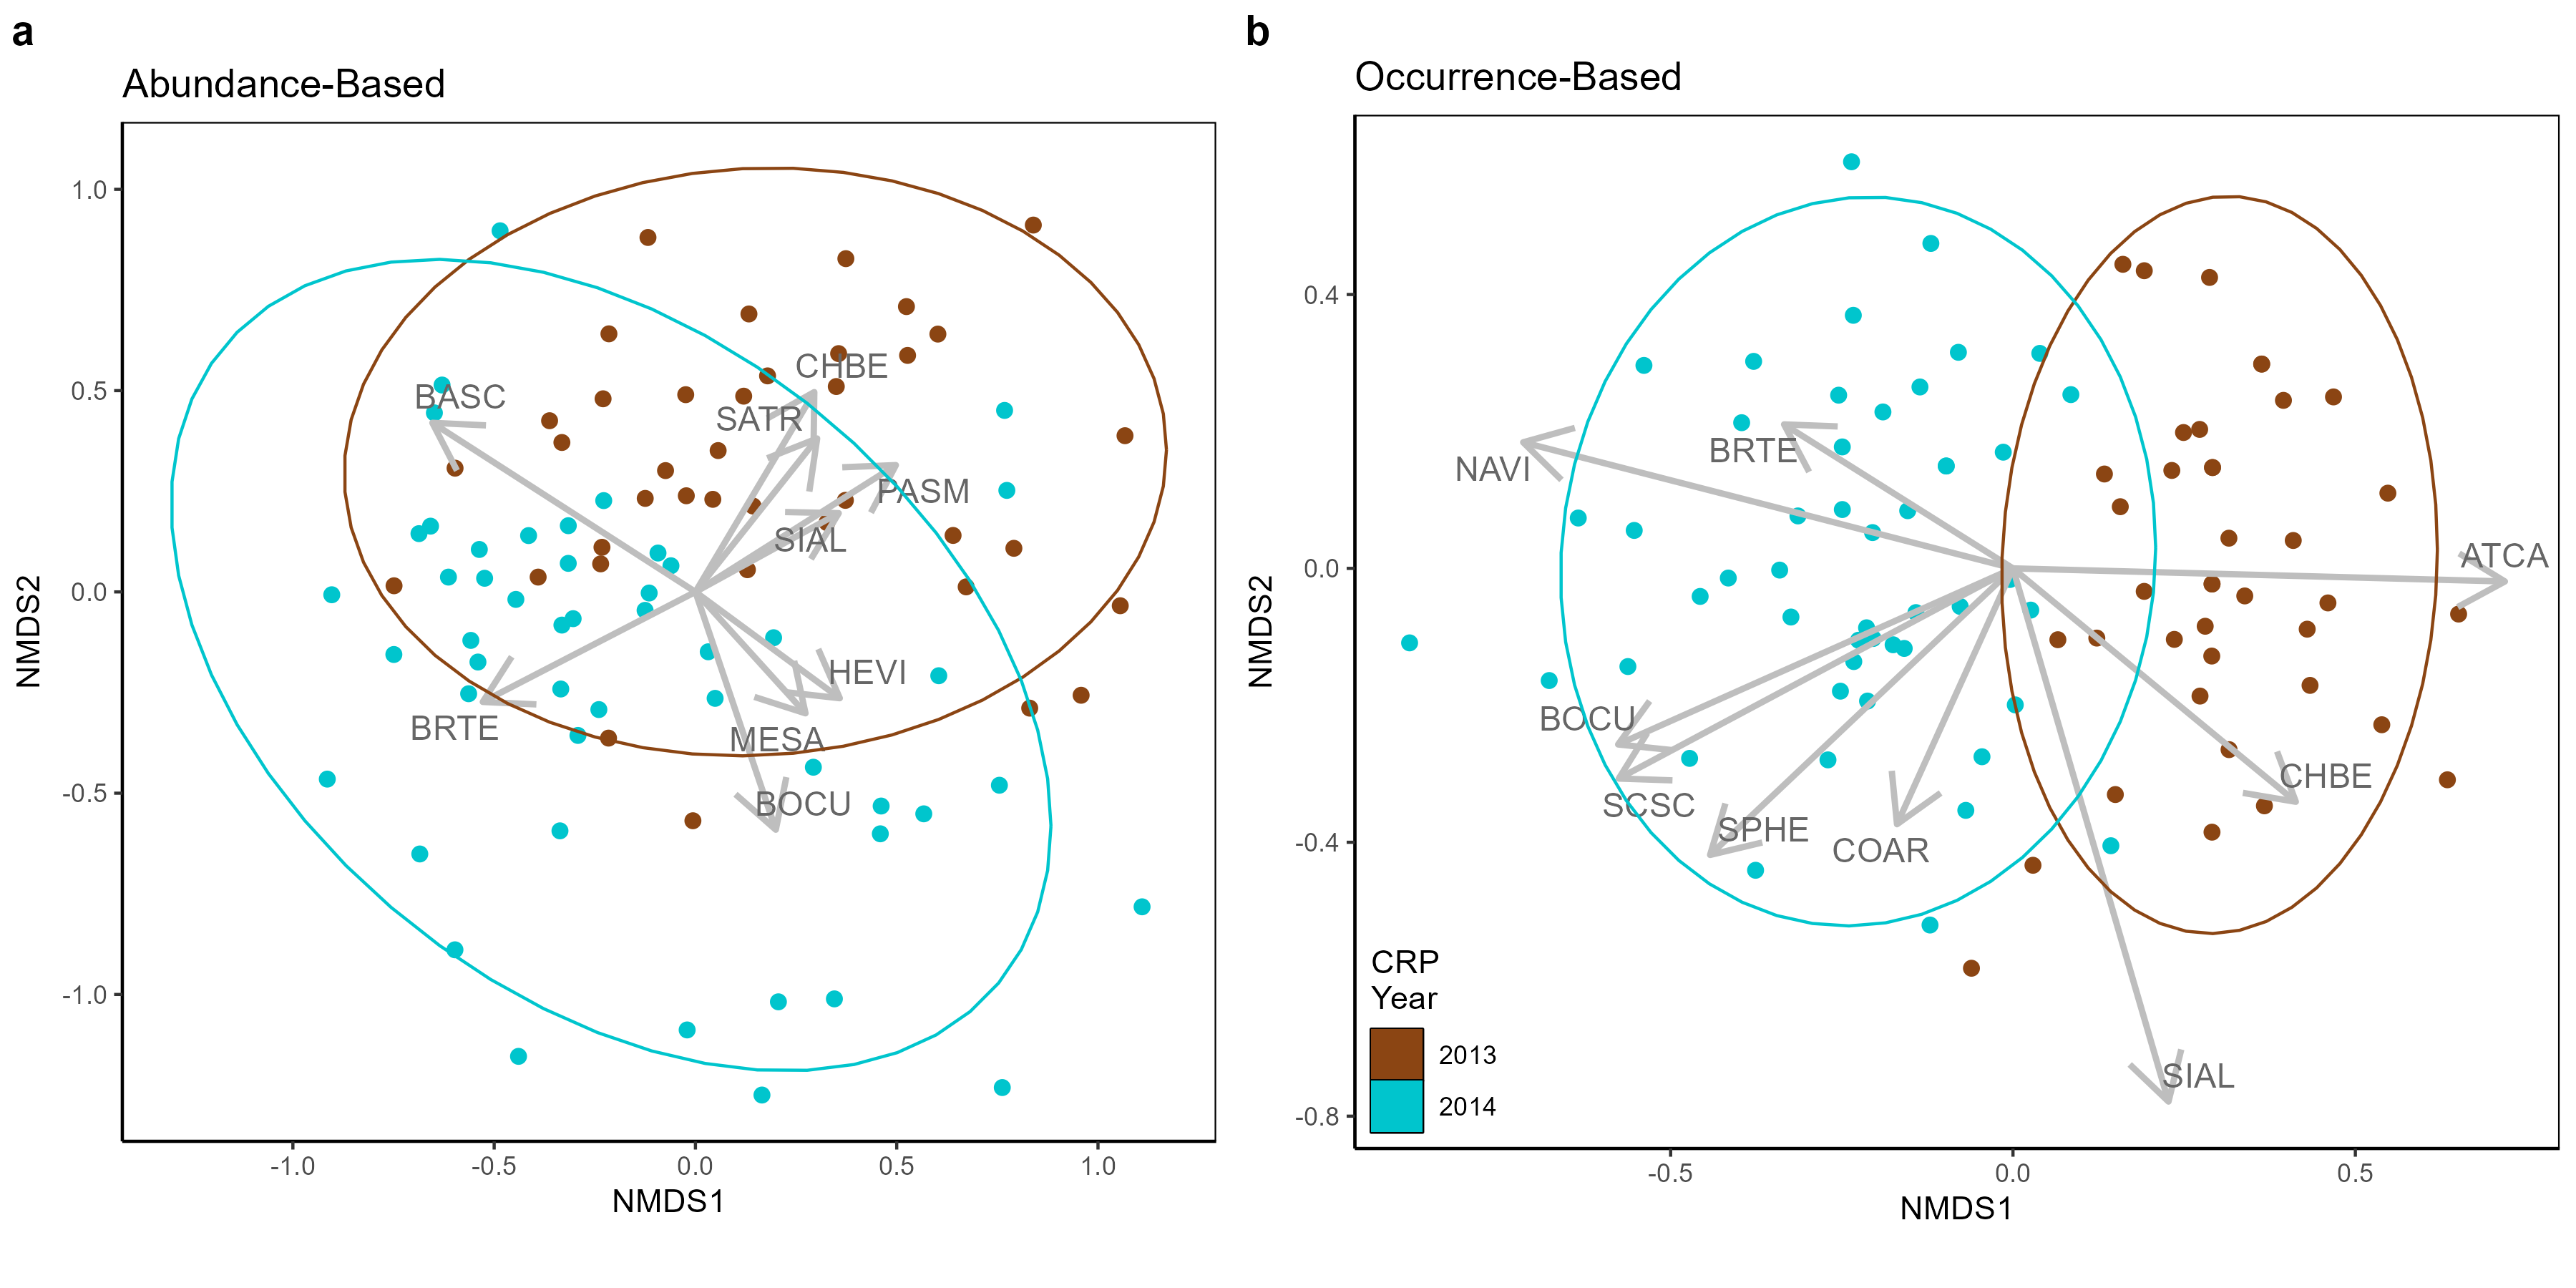 a
Abundance-Based
1.0
0.5
0.0
-0.5
-1.0
NMDS2
BASC
CHBE
SATR
PASM
SIAL
HEVI
BRTE
MESA
BOCU
-1.0 -0.5 0.0 0.5 1.0
NMDS1
b
Occurrence-Based
0.4
0.0
-0.4
-0.8
NMDS2
BRTE
NAVI
ATCA
BOCU
CHBE
SCSC
SPHE
COAR
SIAL
CRP
Year
2013
2014
-0.5 0.0 0.5
NMDS1